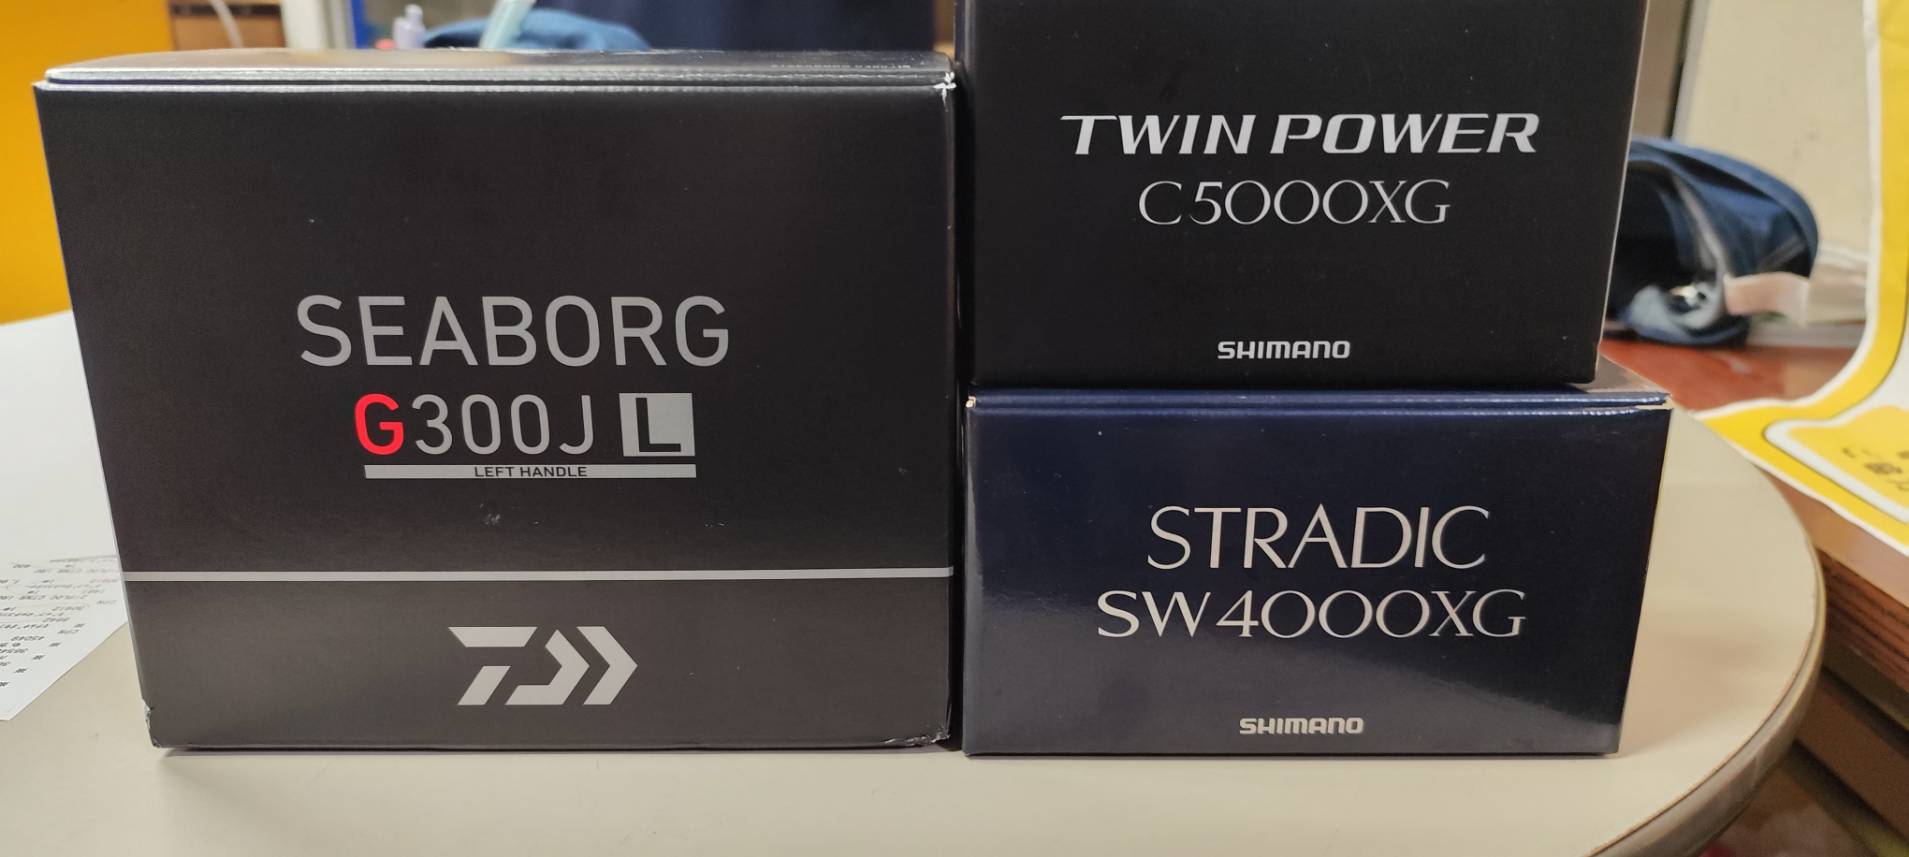 SEABORG
G300J L
LEFT HANDLE
TWIN POWER
C5000XG
SHIMANO
STRADIC
SW4000XG
SHIMANO